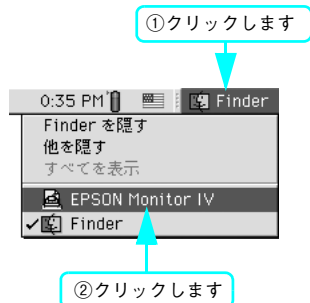 ①クリックします
0:35 PM Finder
Finder を隠す
他を隠す
すべてを表示
EPSON Monitor IV
✓Finder
②クリックします